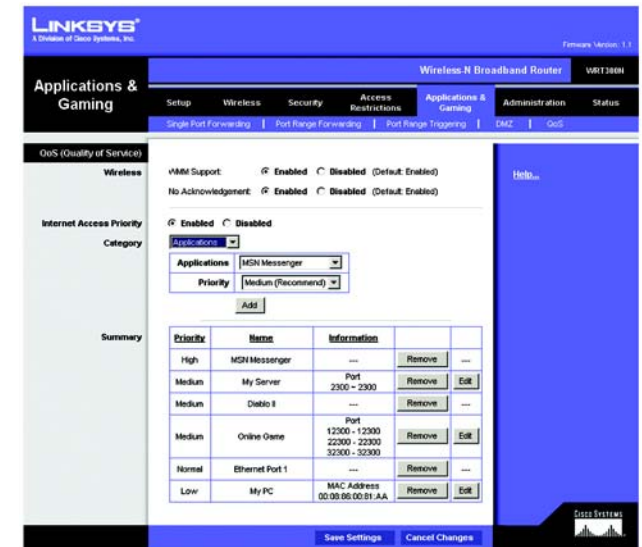 LINKSYS®
A Division of Cisco Systems, Inc.
Firmware Version: 1.1
Wireless-N Broadband Router WRT300N
Applications & Gaming
Setup Wireless Security Access Restrictions Applications & Gaming Administration Status
Single Port Forwarding | Port Range Forwarding | Port Range Triggering | DMZ | QoS
QoS (Quality of Service)
Wireless
WMM Support: Enabled Disabled (Default: Enabled)
No Acknowledgement: Enabled Disabled (Default: Enabled)
Help...
Internet Access Priority Enabled Disabled
Category Applications
Applications MSN Messenger
Priority Medium (Recommend)
Add
Summary
Priority Name Information
High MSN Messenger --- Remove ---
Medium My Server Port 2300 ~ 2300 Remove Edit
Medium Diablo II --- Remove ---
Medium Online Game Port
12300 - 12300
22300 - 22300
32300 - 32300
Remove Edit
Normal Ethernet Port 1 --- Remove ---
Low My PC MAC Address
00:08:86:00:81:AA Remove Edit
Save Settings Cancel Changes
CISCO SYSTEMS